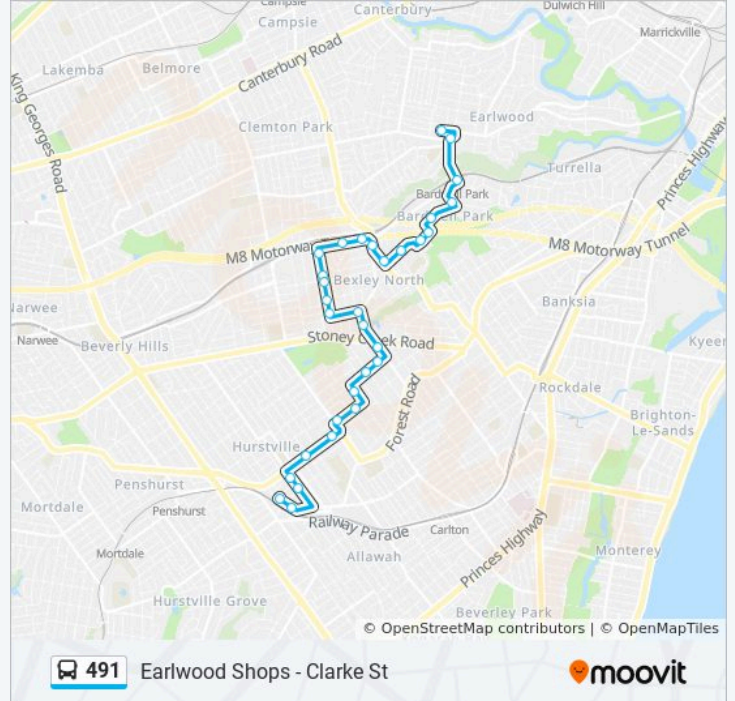 Campsie
Canterbury
Dulwich Hill
Campsie
Marrickville
Canterbury Road
Lakemba
Belmore
King Georges Road
Earlwood
Clemton Park
Princes Highway
Turrella
Bardwell Park
Bardwell Park
M8 Motorway
M8 Motorway Tunnel
Bexley North
Narwee
Banksia
Narwee
Beverly Hills
Stoney Creek Road
Kyeem
Rockdale
Forest Road
Brighton-
Le-Sands
Hurstville
Penshurst
Mordale
Penshurst
Railway Parade
Carlton
Princes Highway
Mortdale
Allawah
Monterey
Hurstville Grove
Beverley Park
© OpenStreetMap contributors | © OpenMapTiles
491 Earlwood Shops - Clarke St
moovit